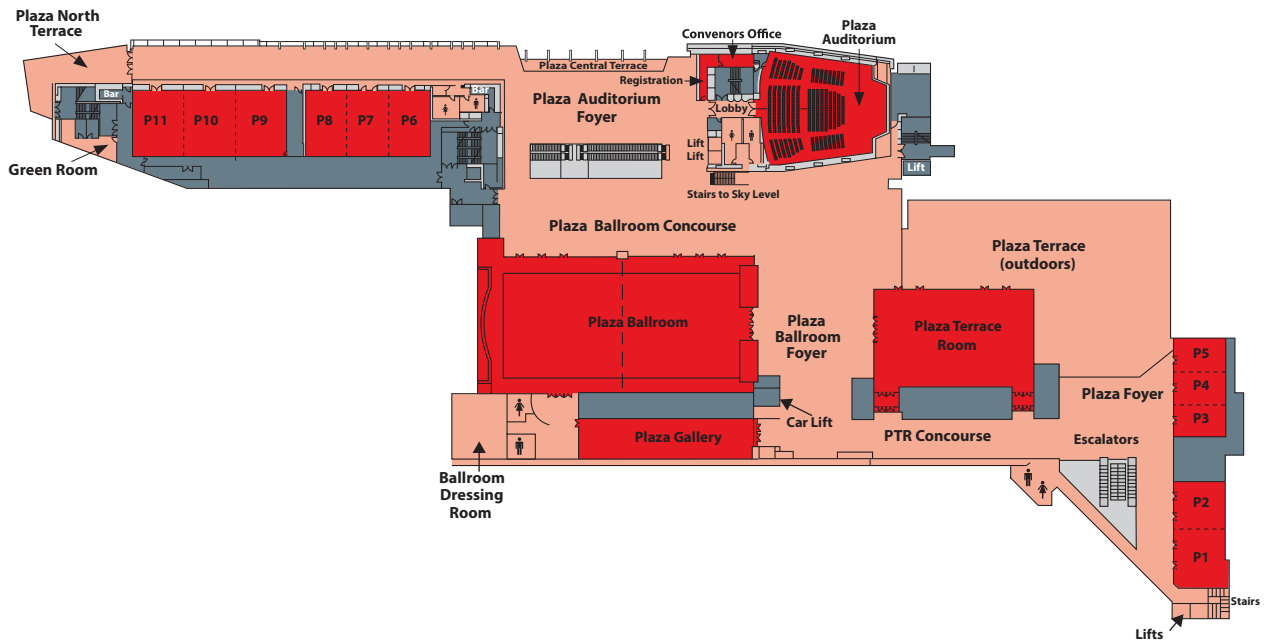 Plaza North
Terrace
Convenors Office
Plaza
Auditorium
Plaza Central Terrace
Registration
Bar
Bar
Plaza Auditorium
Foyer
Lobby
P11
P10
P9
P8
P7
P6
Lift
Lift
Lift
Green Room
Stairs to Sky Level
Plaza Ballroom Concourse
Plaza Terrace
(outdoors)
Plaza Ballroom
Plaza
Ballroom
Foyer
Plaza Terrace
Room
P5
P4
P3
Plaza Foyer
Car Lift
Plaza Gallery
PTR Concourse
Escalators
Ballroom
Dressing
Room
P2
P1
Stairs
Lifts